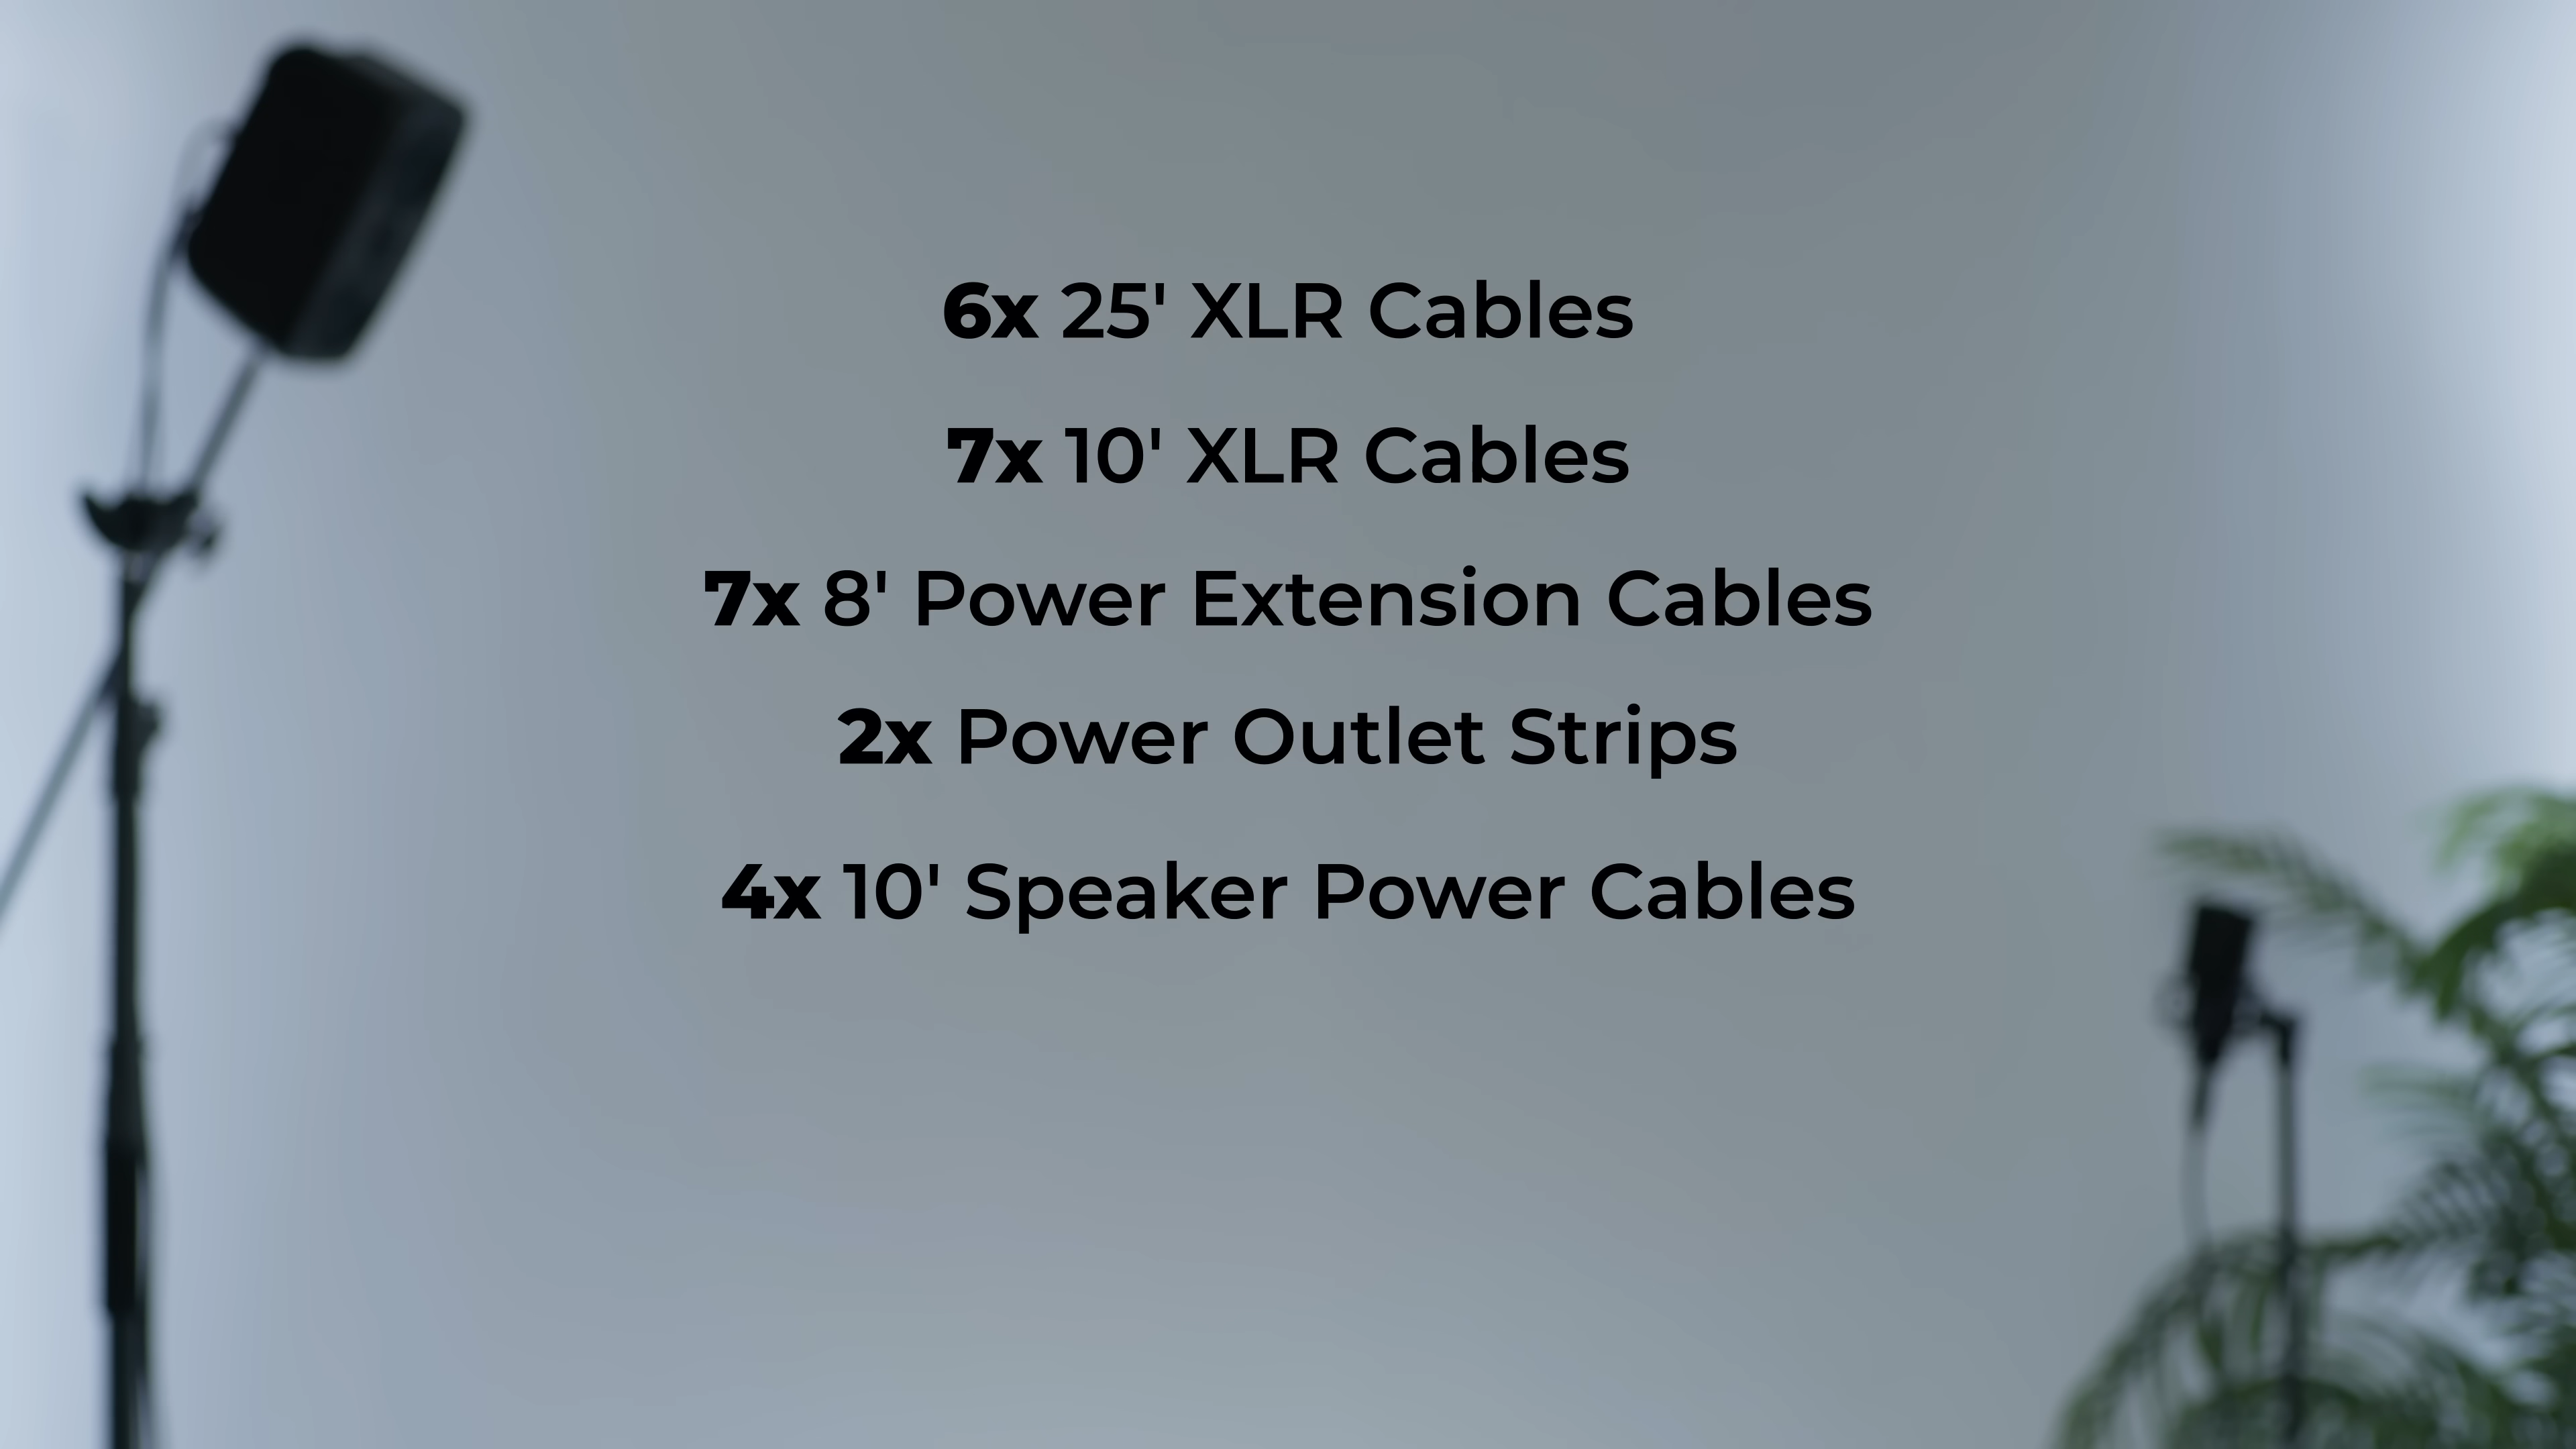 6x 25' XLR Cables
7x 10' XLR Cables
7x 8' Power Extension Cables
2x Power Outlet Strips
4x 10' Speaker Power Cables